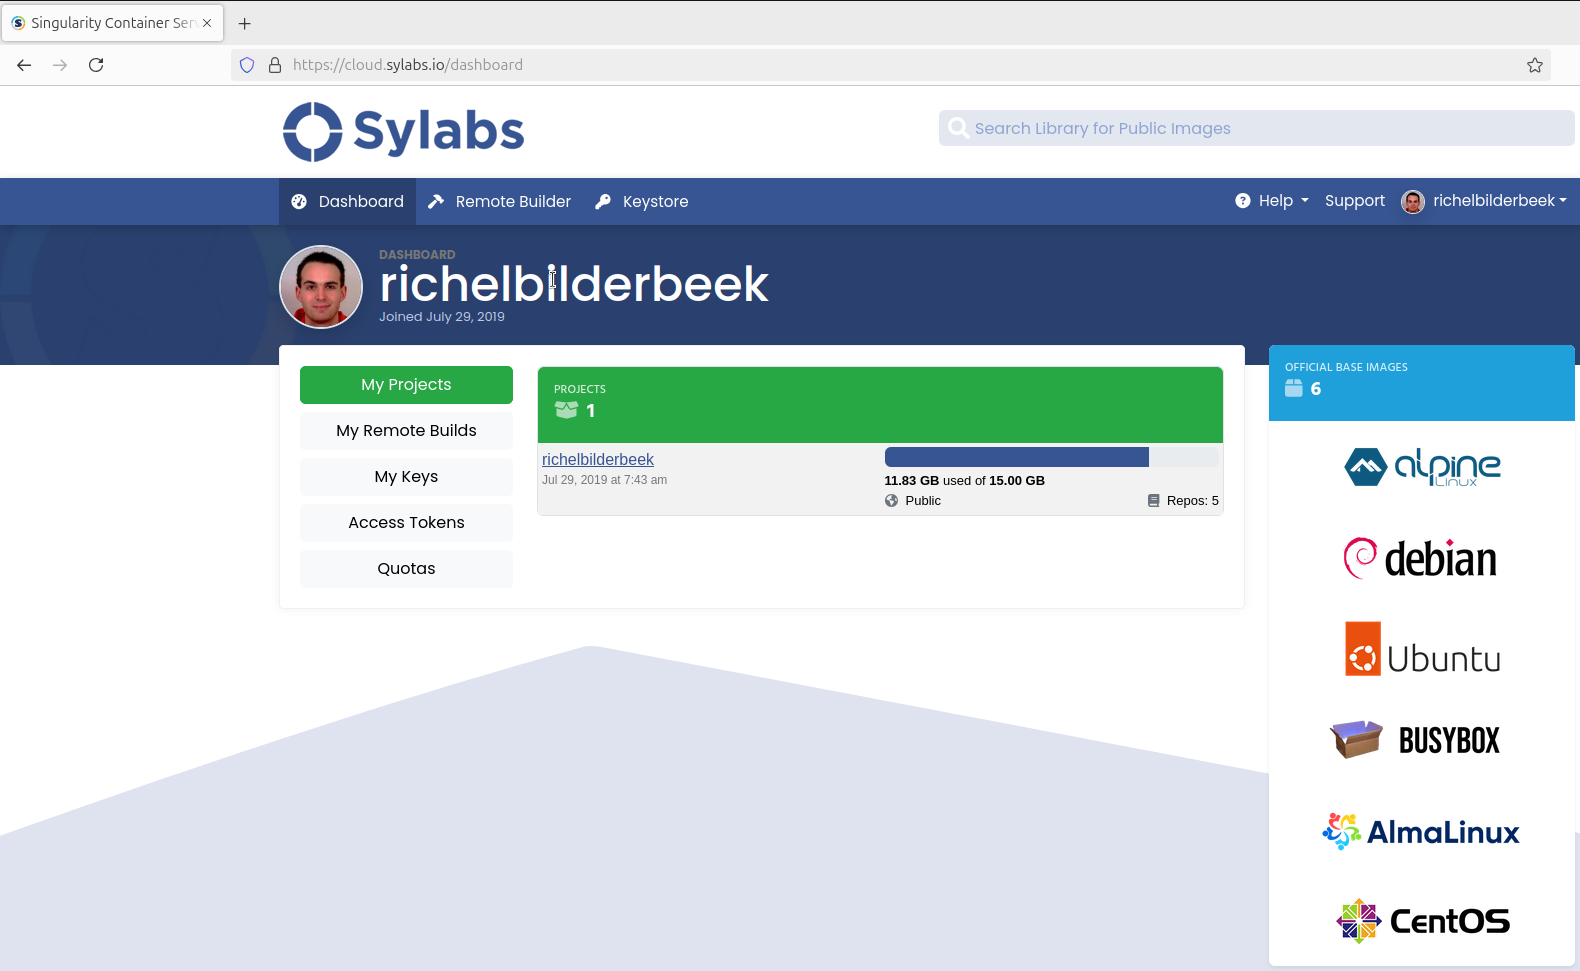 Singularity Container Ser
https://cloud.sylabs.io/dashboard
Sylabs
Search Library for Public Images
Dashboard
Remote Builder
Keystore
Help
Support
richelbilderbeek
DASHBOARD
richelbilderbeek
Joined July 29, 2019
My Projects
My Remote Builds
My Keys
Access Tokens
Quotas
PROJECTS
1
richelbilderbeek
Jul 29, 2019 at 7:43 am
11.83 GB used of 15.00 GB
Public
Repos: 5
OFFICIAL BASE IMAGES
6
alpine
LINUX
debian
Ubuntu
BUSYBOX
AlmaLinux
CentOS